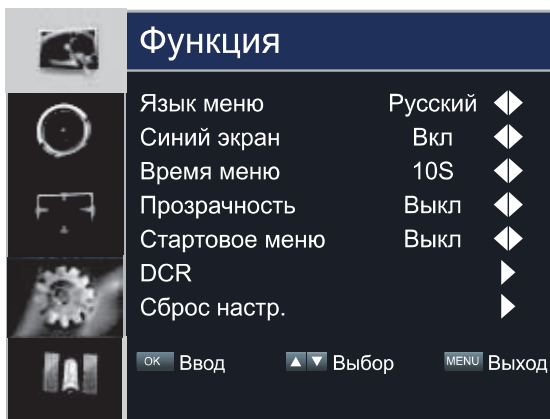 Функция
Язык меню Русский
Синий экран Вкл
Время меню 10S
Прозрачность Выкл
Стартовое меню Выкл
DCR
Сброс настр.
OK Ввод Выбор MENU Выход